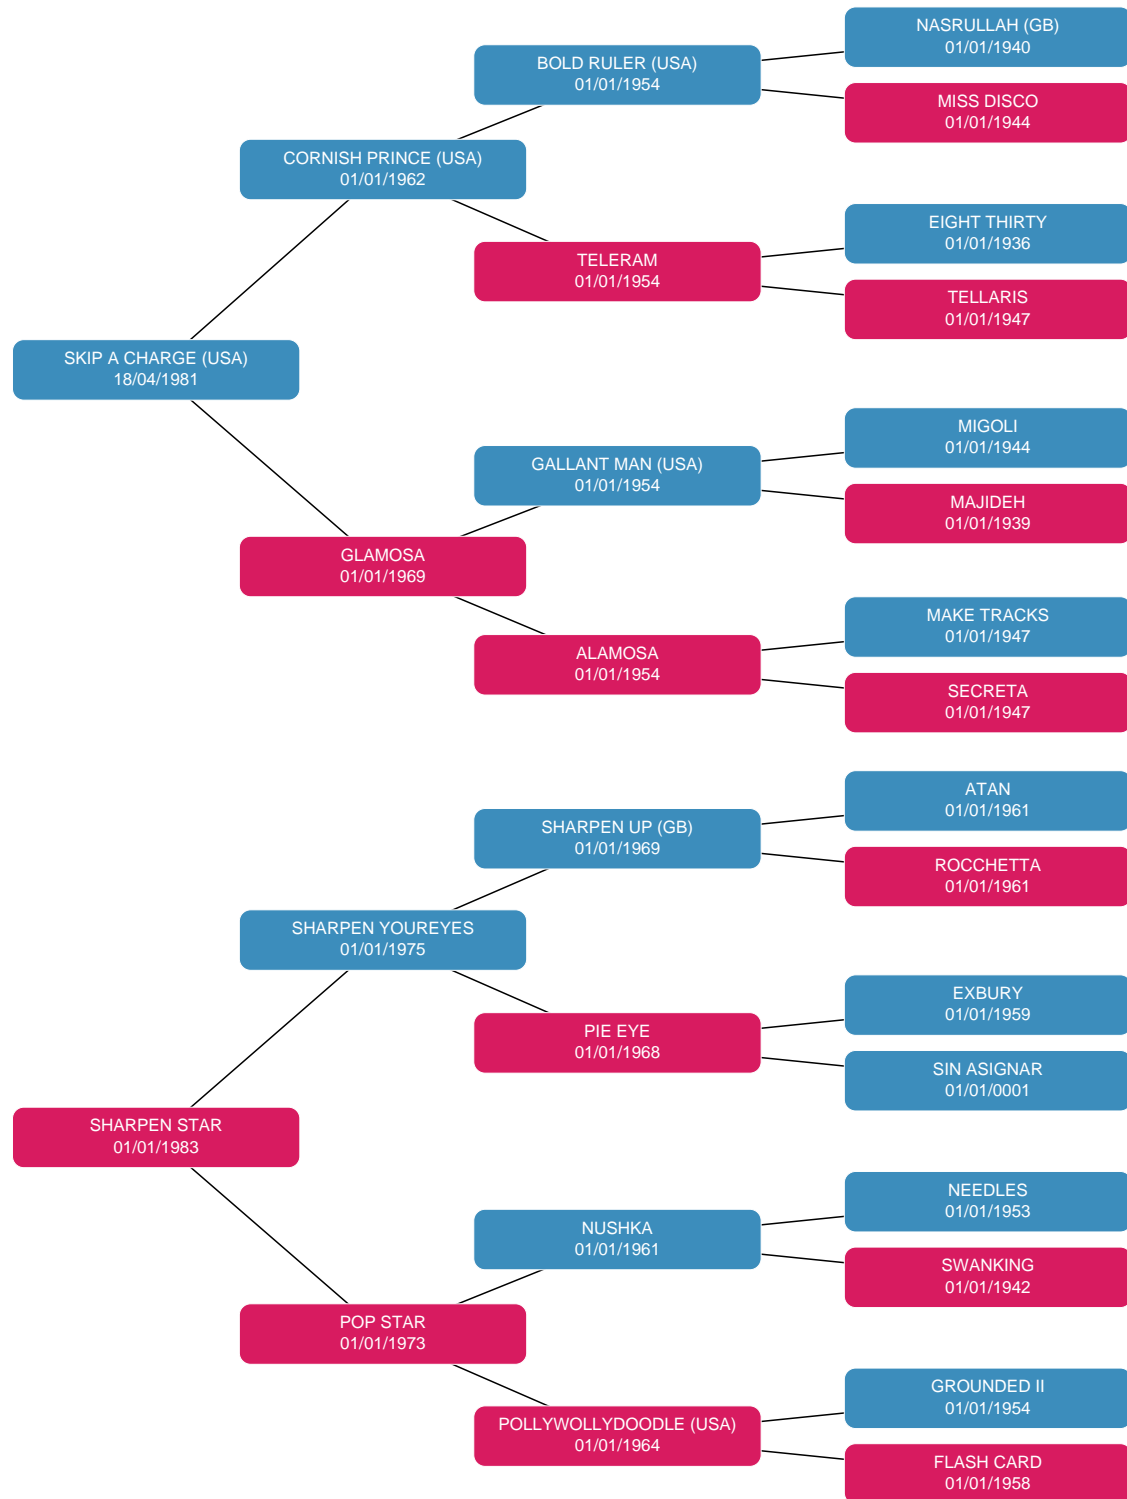 NASRULLAH (GB)
01/01/1940
BOLD RULER (USA)
01/01/1954
MISS DISCO
01/01/1944
CORNISH PRINCE (USA)
01/01/1962
EIGHT THIRTY
01/01/1936
TELERAM
01/01/1954
TELLARIS
01/01/1947
SKIP A CHARGE (USA)
18/04/1981
MIGOLI
01/01/1944
GALLANT MAN (USA)
01/01/1954
MAJIDEH
01/01/1939
GLAMOSA
01/01/1969
MAKE TRACKS
01/01/1947
ALAMOSA
01/01/1954
SECRETA
01/01/1947
ATAN
01/01/1961
SHARPEN UP (GB)
01/01/1969
ROCCHETTA
01/01/1961
SHARPEN YOUREYES
01/01/1975
EXBURY
01/01/1959
PIE EYE
01/01/1968
SIN ASIGNAR
01/01/0001
SHARPEN STAR
01/01/1983
NEEDLES
01/01/1953
NUSHKA
01/01/1961
SWANKING
01/01/1942
POP STAR
01/01/1973
GROUNDED II
01/01/1954
POLLYWOLLYDOODLE (USA)
01/01/1964
FLASH CARD
01/01/1958